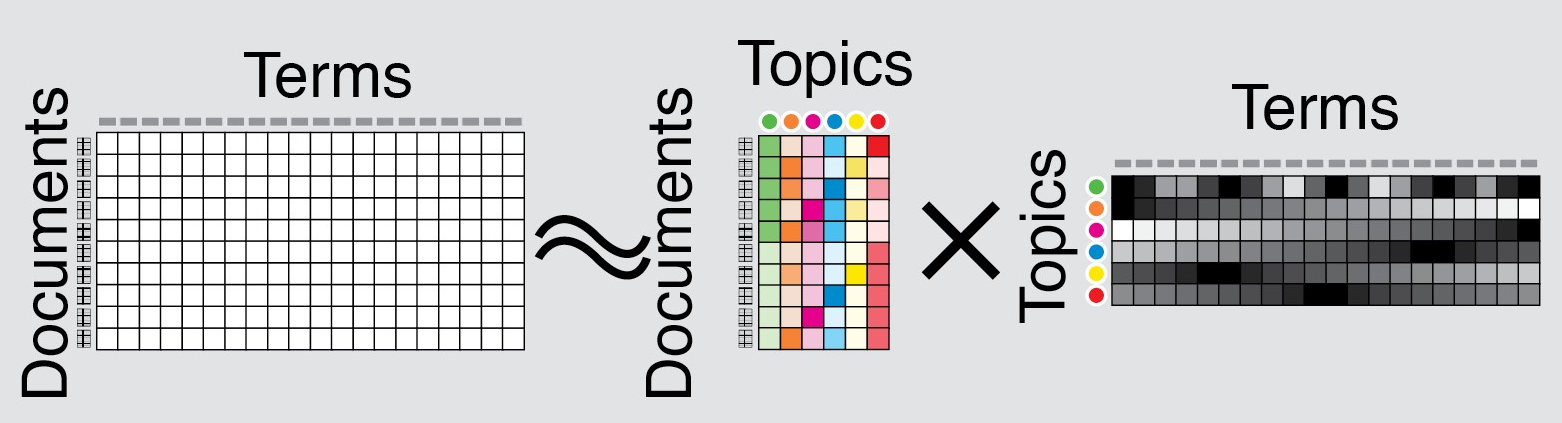 Terms
Documents
≈
Topics
Documents
×
Terms
Topics